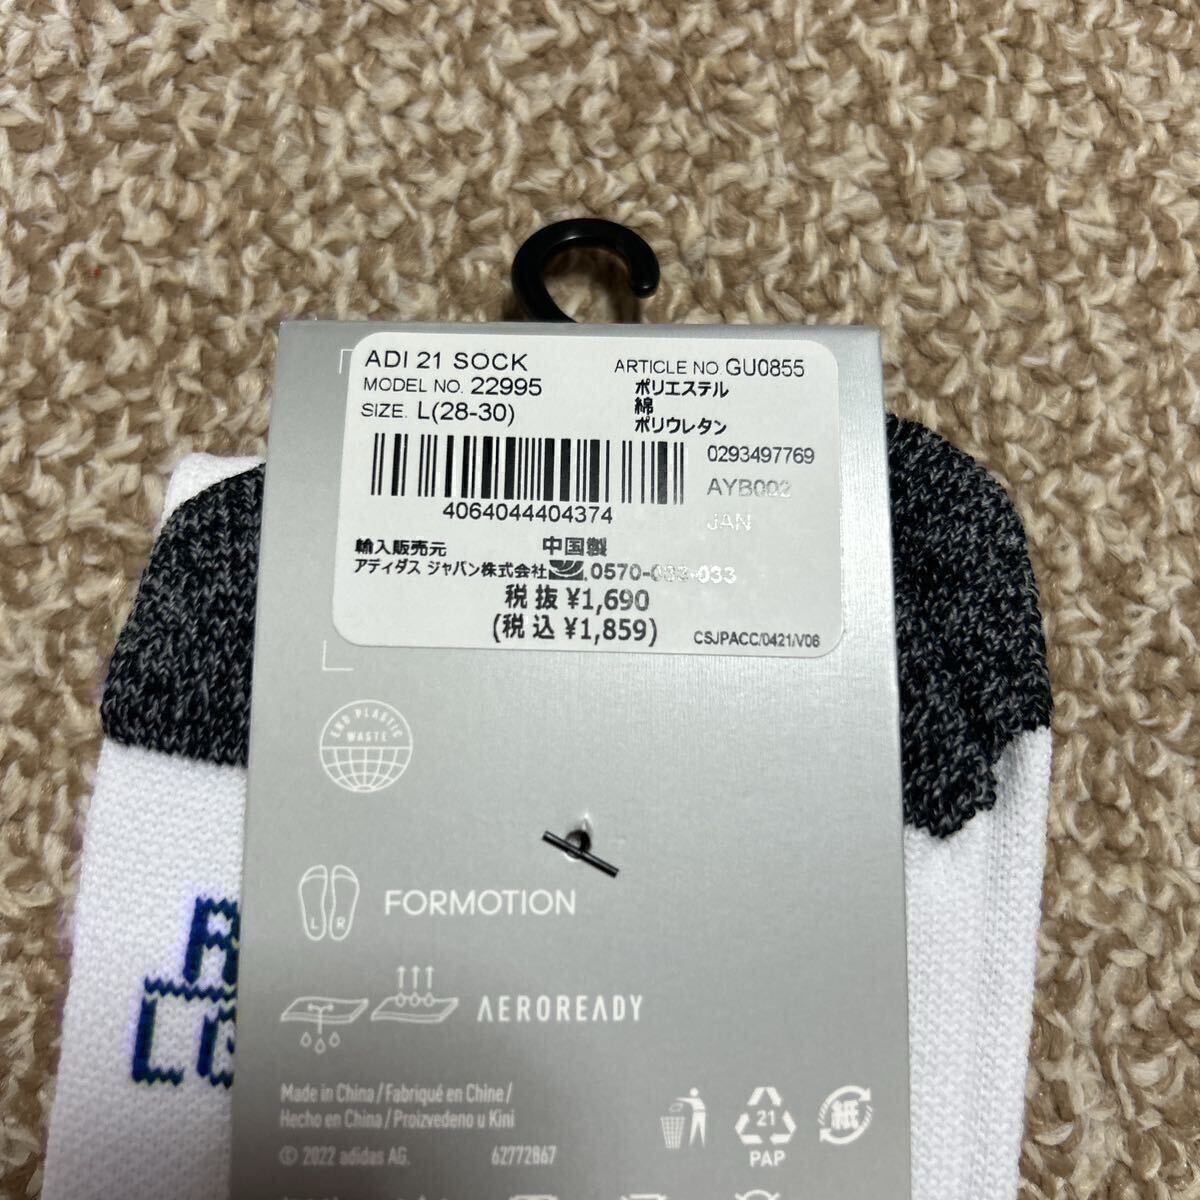 ADI 21 SOCK
MODEL NO. 22995
SIZE. L(28-30)
ARTICLE NO. GU0855
ポリエステル
綿
ポリウレタン
0293497769
AYB002
JAN
4064044404374
輸入販売元 中国製
アディダス ジャパン株式会社 0570-033-033
税抜 ¥1,690
(税込 ¥1,859)
CSJPACC/0421/V06
END PLASTIC
WASTE
L R
FORMOTION
AEROREADY
Made in China / Fabriqué en Chine /
Hecho en China / Proizvedeno u Kini
© 2022 adidas AG. 62772867
21
PAP
紙